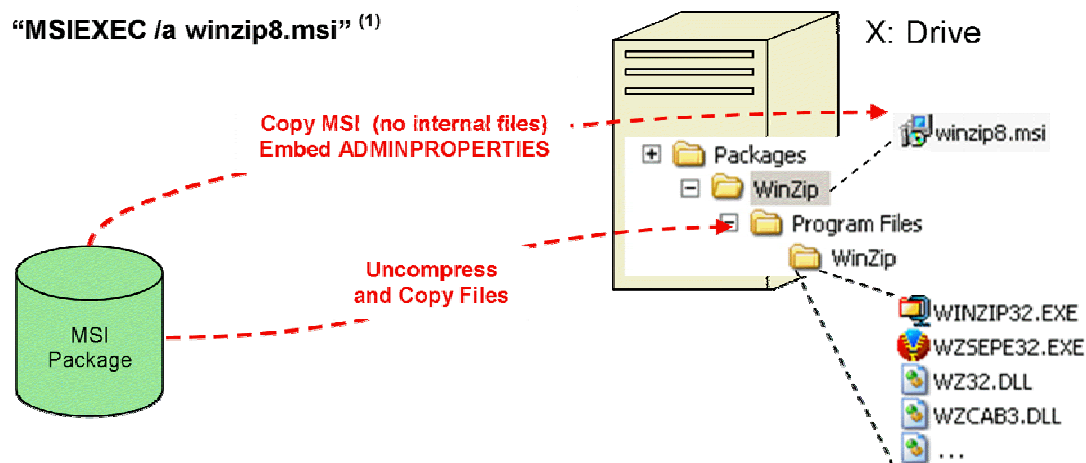 “MSIEXEC /a winzip8.msi” (1)
X: Drive
Copy MSI (no internal files)
Embed ADMINPROPERTIES
winzip8.msi
Packages
WinZip
Program Files
WinZip
Uncompress
and Copy Files
MSI
Package
WINZIP32.EXE
WZSEPE32.EXE
WZ32.DLL
WZCAB3.DLL
...